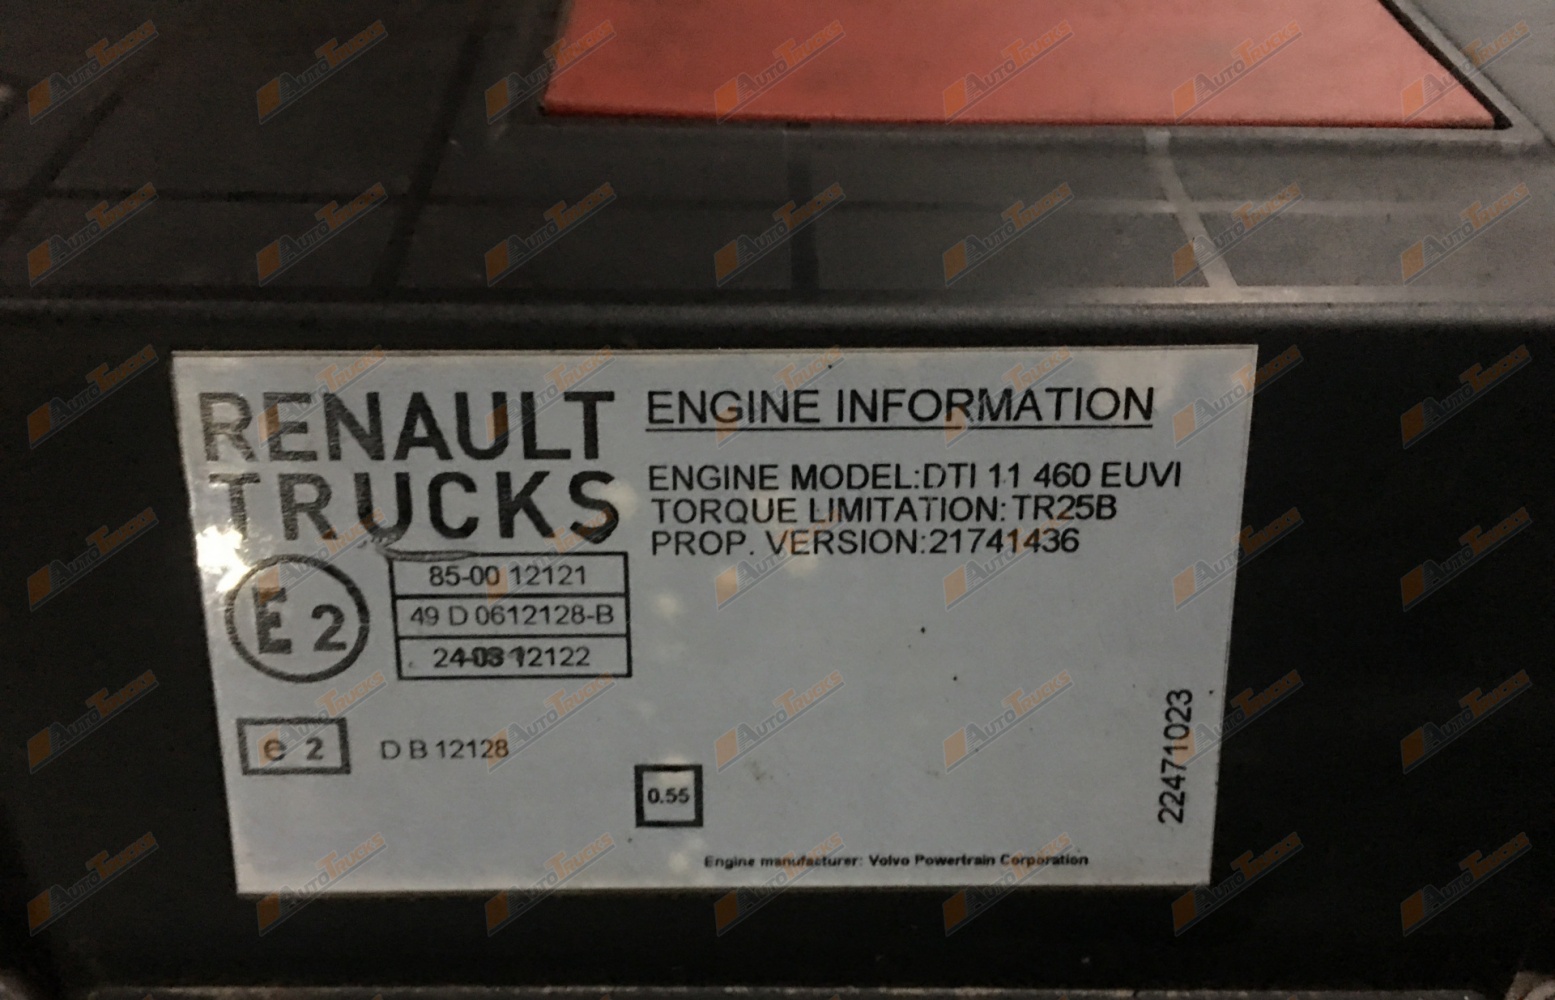 RENAULT
TRUCKS
E 2
85-00 12121
49 D 0612128-B
24-03 12122
e 2
D B 12128
ENGINE INFORMATION
ENGINE MODEL:DTI 11 460 EUVI
TORQUE LIMITATION:TR25B
PROP. VERSION:21741436
0.55
22471023
Engine manufacturer: Volvo Powertrain Corporation
AUTOTRUCKS